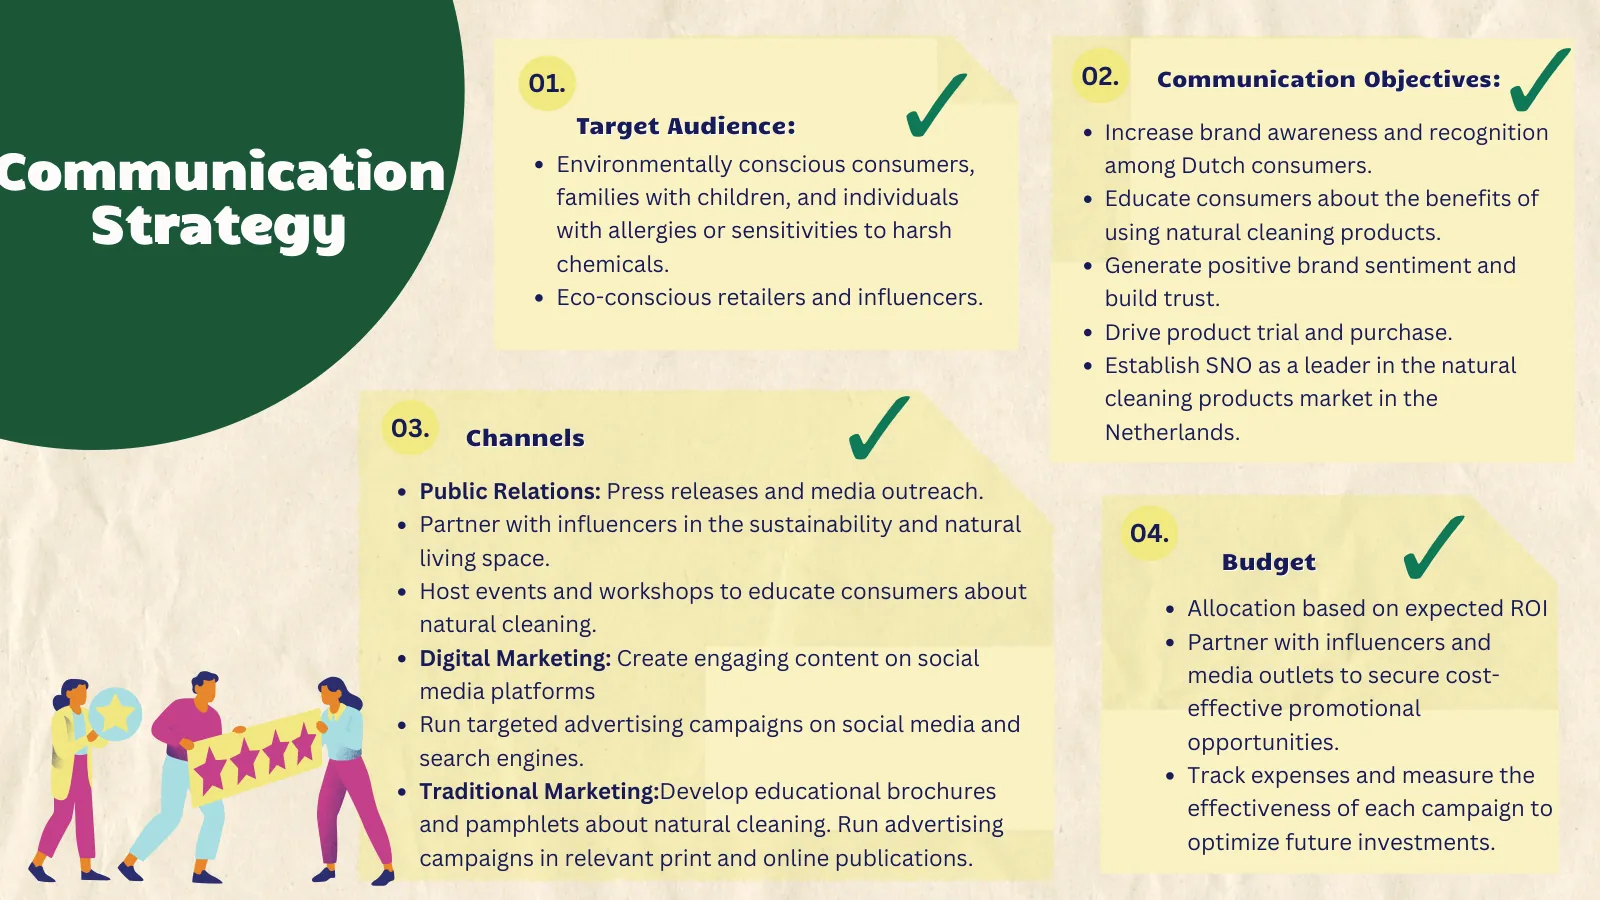 Communication
Strategy
01.
Target Audience:
• Environmentally conscious consumers,
families with children, and individuals
with allergies or sensitivities to harsh
chemicals.
• Eco-conscious retailers and influencers.
02.
Communication Objectives:
• Increase brand awareness and recognition
among Dutch consumers.
• Educate consumers about the benefits of
using natural cleaning products.
• Generate positive brand sentiment and
build trust.
• Drive product trial and purchase.
• Establish SNO as a leader in the natural
cleaning products market in the
Netherlands.
03.
Channels
• Public Relations: Press releases and media outreach.
• Partner with influencers in the sustainability and natural
living space.
• Host events and workshops to educate consumers about
natural cleaning.
• Digital Marketing: Create engaging content on social
media platforms
• Run targeted advertising campaigns on social media and
search engines.
• Traditional Marketing:Develop educational brochures
and pamphlets about natural cleaning. Run advertising
campaigns in relevant print and online publications.
04.
Budget
• Allocation based on expected ROI
• Partner with influencers and
media outlets to secure cost-
effective promotional
opportunities.
• Track expenses and measure the
effectiveness of each campaign to
optimize future investments.